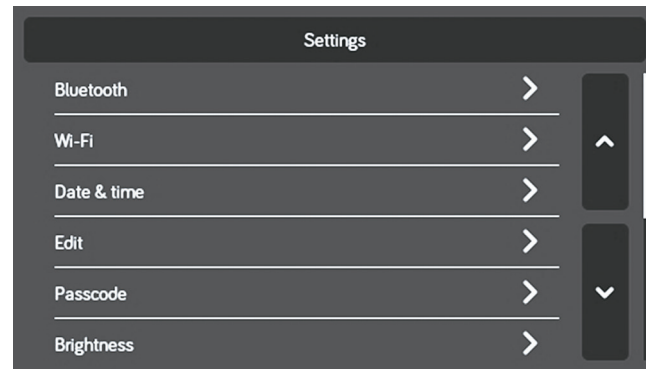 Settings
Bluetooth
Wi-Fi
Date & time
Edit
Passcode
Brightness